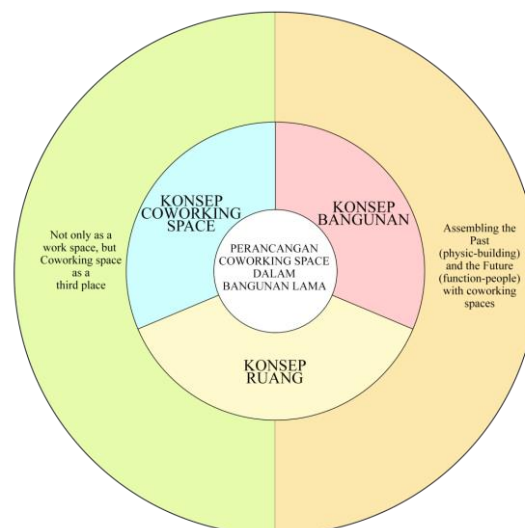 KONSEP
COWORKING
SPACE
KONSEP
BANGUNAN
Not only as a
work space, but
Coworking space
as a
third place
PERANCANGAN
COWORKING SPACE
DALAM
BANGUNAN LAMA
Assembling the
Past
(physic-building)
and the Future
(function-people)
with coworking
spaces
KONSEP
RUANG